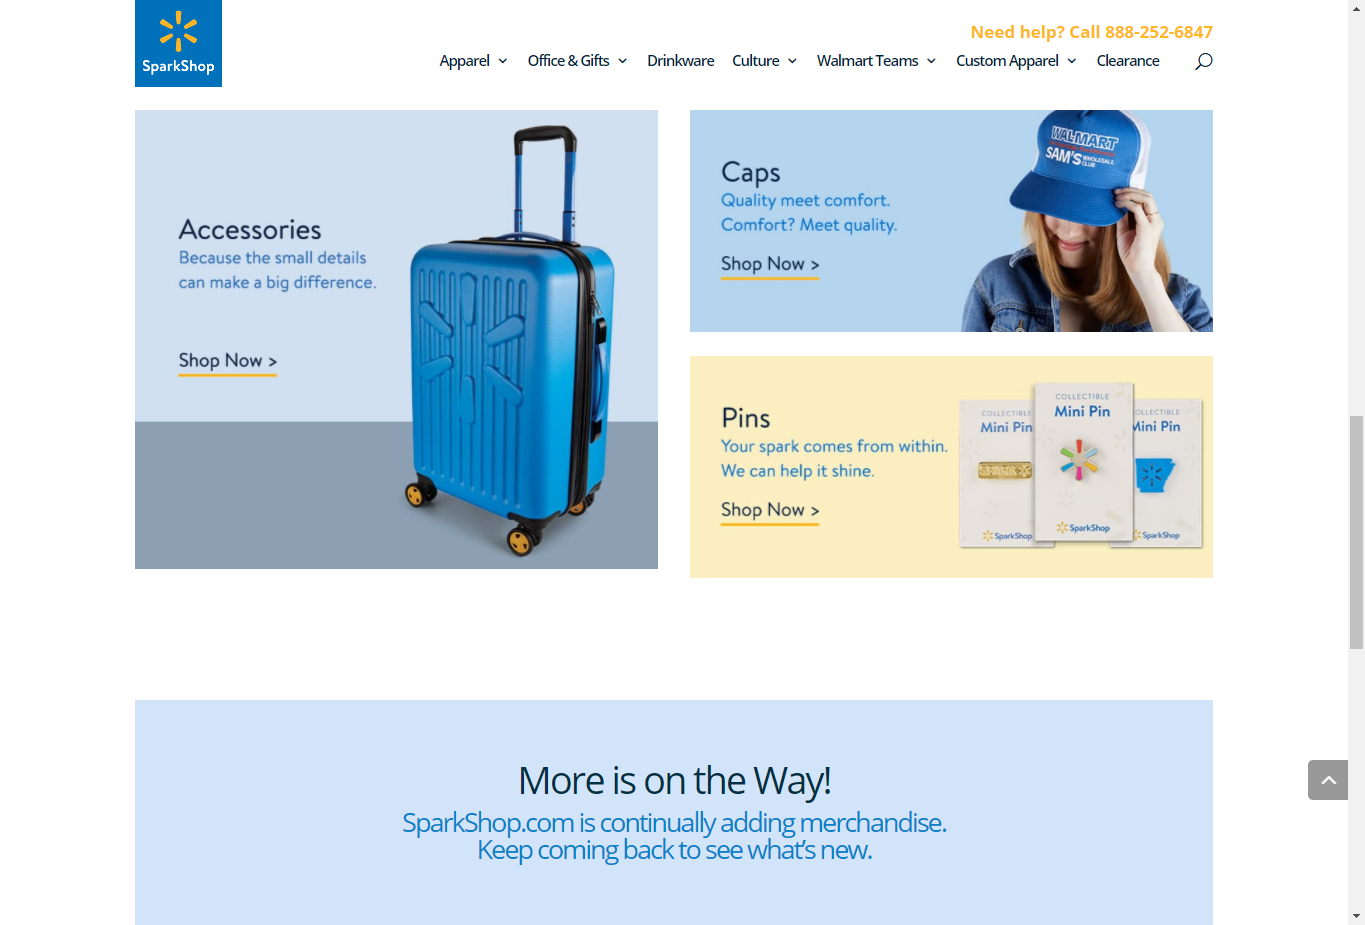 SparkShop
Need help? Call 888-252-6847
Apparel
Office & Gifts
Drinkware
Culture
Walmart Teams
Custom Apparel
Clearance
Accessories
Because the small details
can make a big difference.
Shop Now >
Caps
Quality meet comfort.
Comfort? Meet quality.
Shop Now >
WAL-MART
SAM'S WHOLESALE
CLUB
Pins
Your spark comes from within.
We can help it shine.
Shop Now >
COLLECTIBLE
Mini Pin
SPARK
SparkShop
COLLECTIBLE
Mini Pin
SparkShop
OLLECTIBLE
Mini Pin
SparkShop
More is on the Way!
SparkShop.com is continually adding merchandise.
Keep coming back to see what's new.